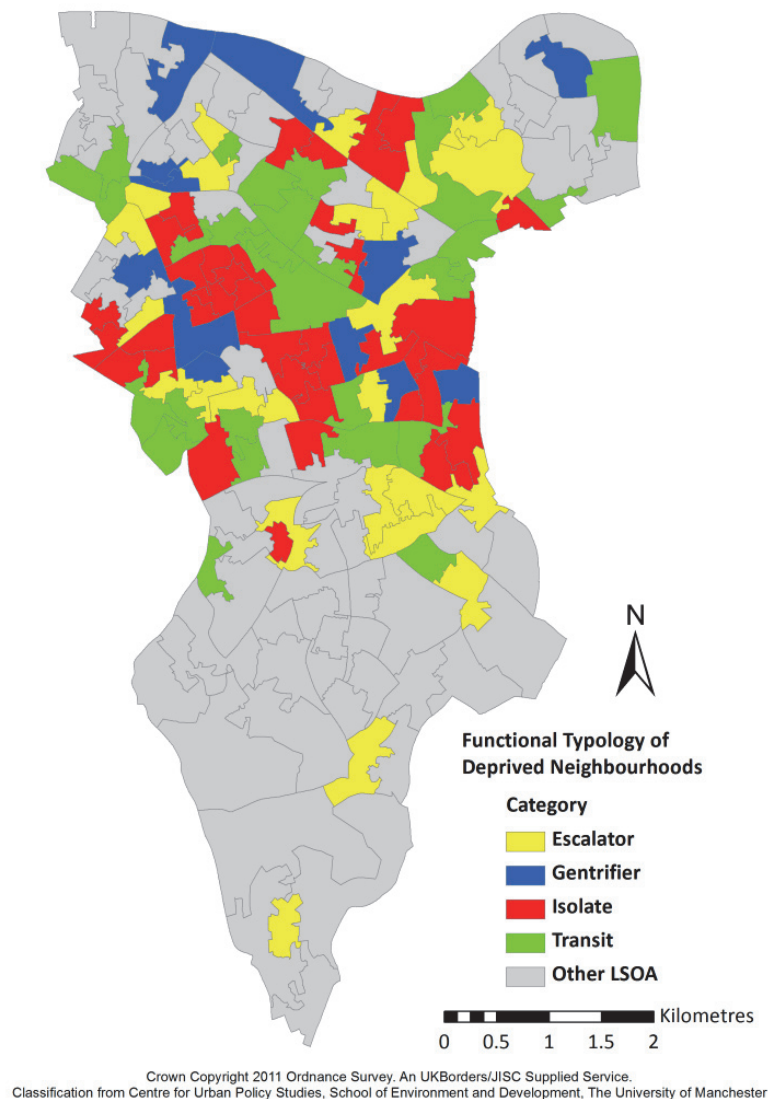 N
Functional Typology of
Deprived Neighbourhoods
Category
Escalator
Gentrifier
Isolate
Transit
Other LSOA
Kilometres
0 0.5 1 1.5 2
Crown Copyright 2011 Ordnance Survey. An UKBorders/JISC Supplied Service.
Classification from Centre for Urban Policy Studies, School of Environment and Development, The University of Manchester